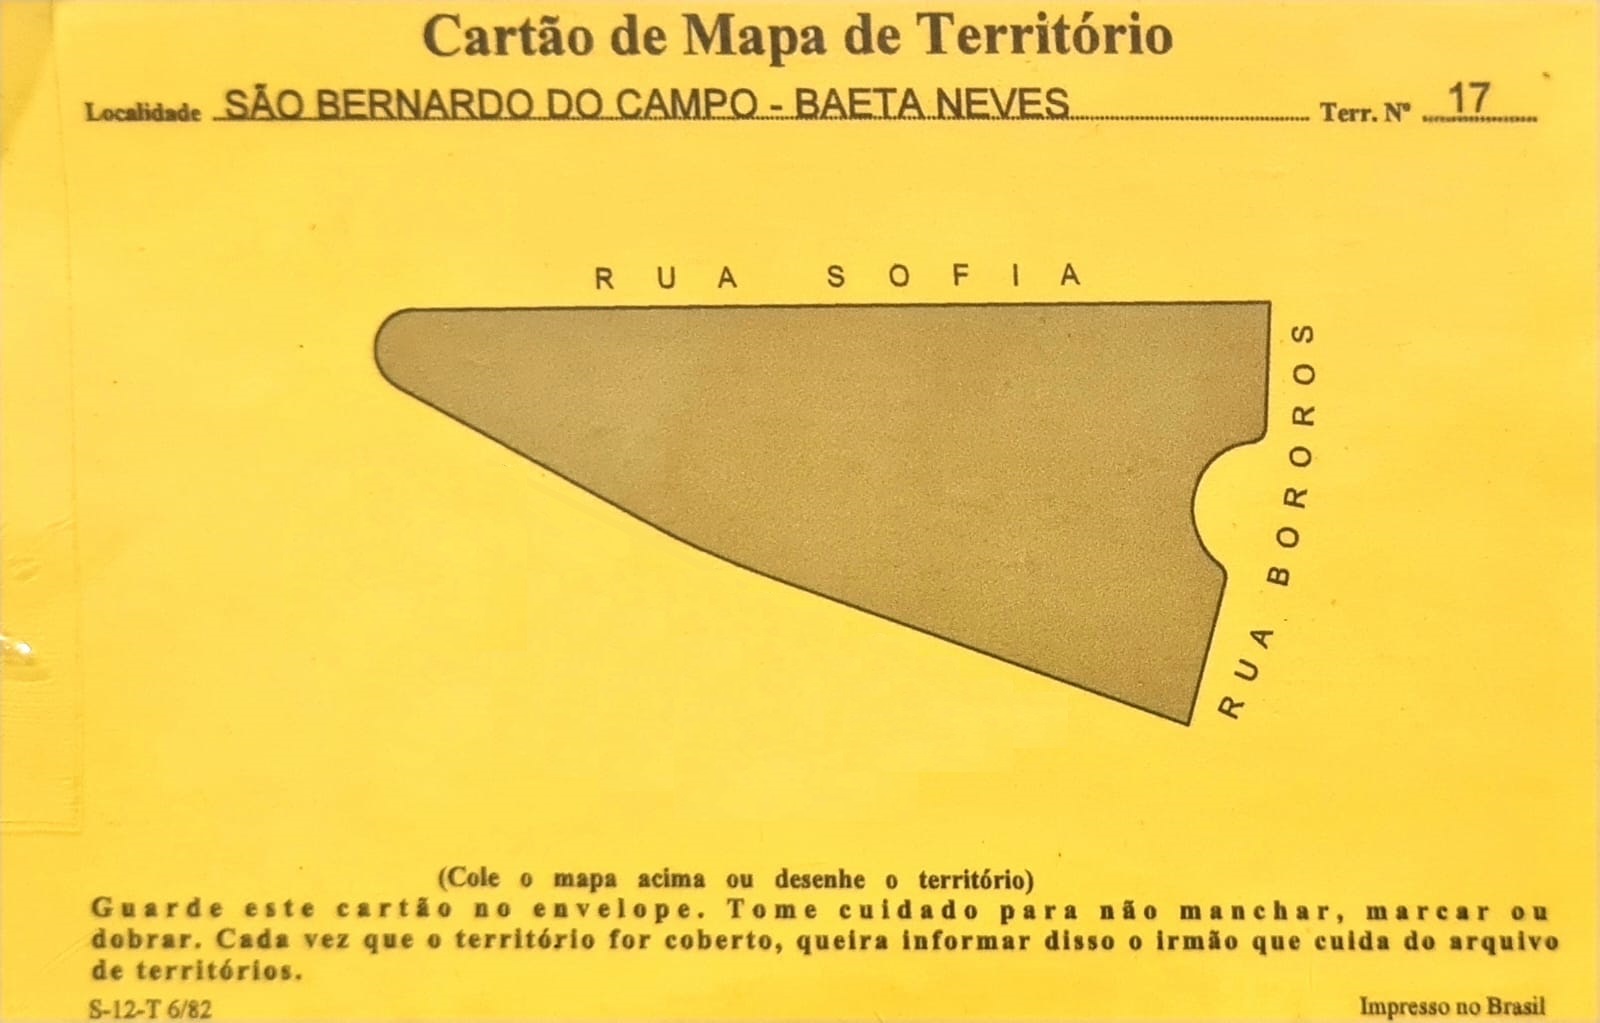 Cartão de Mapa de Território
Localidade SÃO BERNARDO DO CAMPO - BAETA NEVES Terr. Nº 17
RUA SOFIA
RUA BOROROS
(Cole o mapa acima ou desenhe o território)
Guarde este cartão no envelope. Tome cuidado para não manchar, marcar ou
dobrar. Cada vez que o território for coberto, queira informar disso o irmão que cuida do arquivo
de territórios.
S-12-T 6/82 Impresso no Brasil